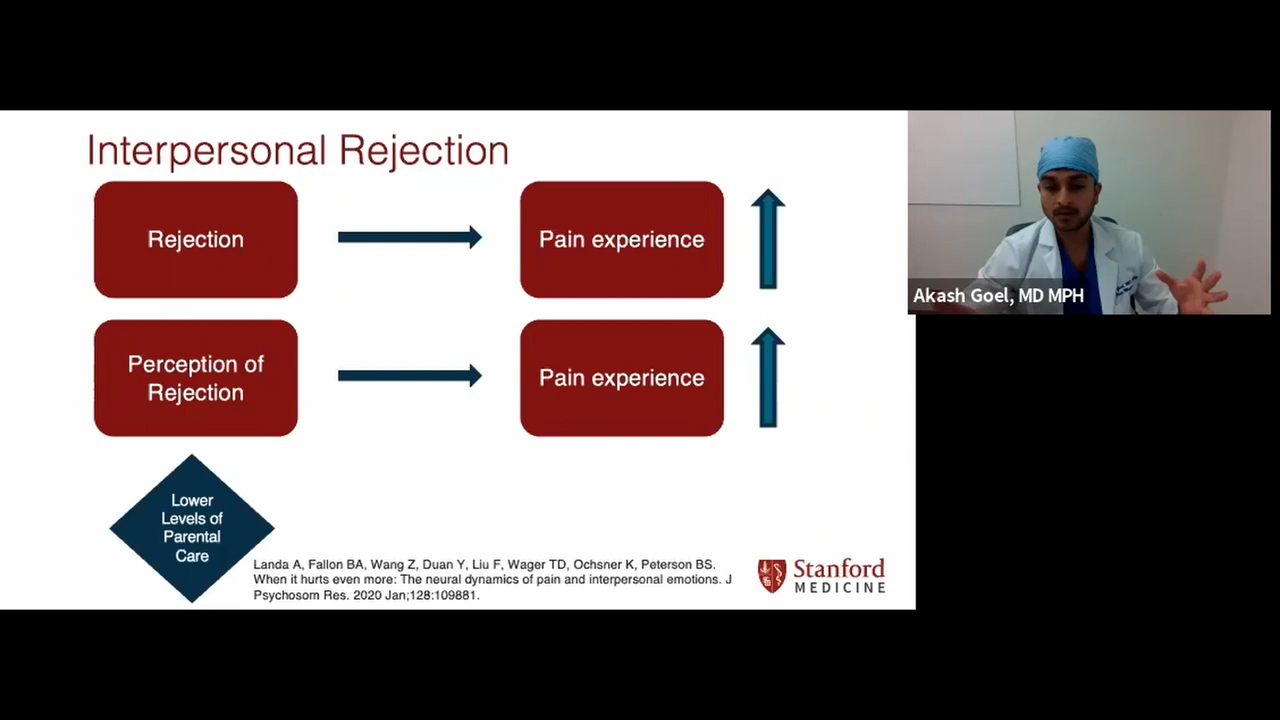 Interpersonal Rejection
Rejection
Pain experience
Perception of
Rejection
Pain experience
Lower
Levels of
Parental
Care
Landa A, Fallon BA, Wang Z, Duan Y, Liu F, Wager TD, Ochsner K, Peterson BS.
When it hurts even more: The neural dynamics of pain and interpersonal emotions. J
Psychosom Res. 2020 Jan;128:109881.
Stanford
MEDICINE
Akash Goel, MD MPH